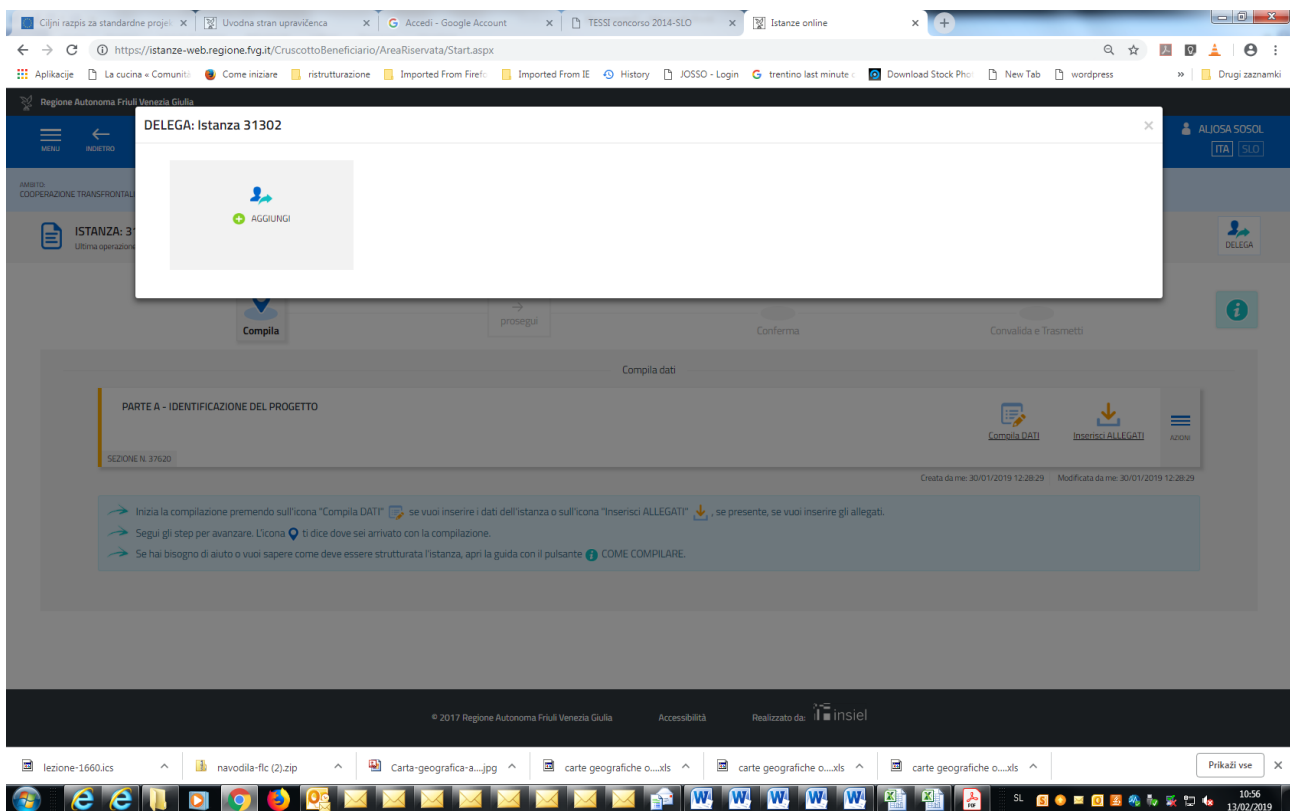 Ciljni razpis za standardne projek
Uvodna stran upravičenca
Accedi - Google Account
TESSI concorso 2014-SLO
Istanze online
https://istanze-web.regione.fvg.it/CruscottoBeneficiario/AreaRiservata/Start.aspx
Aplikacije
La cucina « Comunità
Come iniziare
ristrutturazione
Imported From Firefo
Imported From IE
History
JOSSO - Login
trentino last minute
Download Stock Phot
New Tab
wordpress
»
Drugi zaznamki
Regione Autonoma Friuli Venezia Giulia
MENU
INDIETRO
DELEGA: Istanza 31302
×
ALJOSA SOSOL
ITA SLO
AGGIUNGI
AMBITO:
COOPERAZIONE TRANSFRONTAL
ISTANZA: 31
Ultima operazione
DELEGA
Compila
prosegui
Conferma
Convalida e Trasmetti
Compila dati
PARTE A - IDENTIFICAZIONE DEL PROGETTO
Compila DATI
Inserisci ALLEGATI
AZIONI
SEZIONE N. 37620
Creata da me: 30/01/2019 12:28:29
Modificata da me: 30/01/2019 12:28:29
Inizia la compilazione premendo sull'icona "Compila DATI" se vuoi inserire i dati dell'istanza o sull'icona "Inserisci ALLEGATI" , se presente, se vuoi inserire gli allegati.
Segui gli step per avanzare. L'icona ti dice dove sei arrivato con la compilazione.
Se hai bisogno di aiuto o vuoi sapere come deve essere strutturata l'istanza, apri la guida con il pulsante COME COMPILARE.
© 2017 Regione Autonoma Friuli Venezia Giulia
Accessibilità
Realizzato da: insiel
lezione-1660.ics
navodila-flc (2).zip
Carta-geografica-a....jpg
carte geografiche o....xls
carte geografiche o....xls
carte geografiche o....xls
Prikaži vse
SL
10:56
13/02/2019